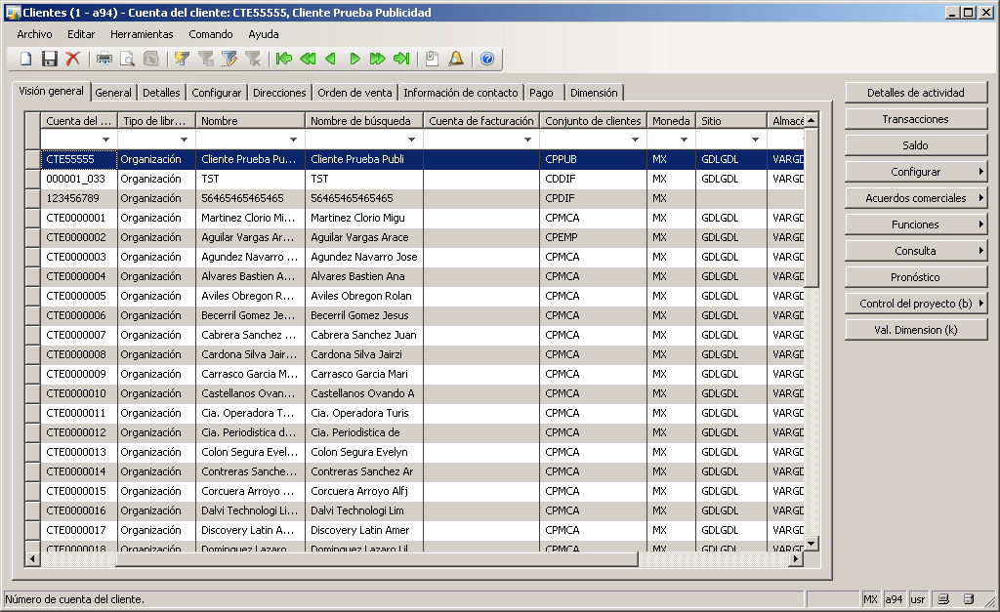 Clientes (1 - a94) - Cuenta del cliente: CTE55555, Cliente Prueba Publicidad
Archivo Editar Herramientas Comando Ayuda
Visión general General Detalles Configurar Direcciones Orden de venta Información de contacto Pago Dimensión
Cuenta del ... Tipo de libr... Nombre Nombre de búsqueda Cuenta de facturación Conjunto de clientes Moneda Sitio Almacé
CTE55555 Organización Cliente Prueba Pu... Cliente Prueba Publi CPPUB MX GDLGDL VARGD
000001_033 Organización TST TST CDDIF MX GDLGDL VARGD
123456789 Organización 56465465465465 56465465465465 CPDIF MX
CTE0000001 Organización Martinez Clorio Mi... Martinez Clorio Migu CPMCA MX GDLGDL VARGD
CTE0000002 Organización Aguilar Vargas Ar... Aguilar Vargas Arace CPEMP MX GDLGDL VARGD
CTE0000003 Organización Agundez Navarro ... Agundez Navarro Jose CPMCA MX GDLGDL VARGD
CTE0000004 Organización Alvares Bastien A... Alvares Bastien Ana CPMCA MX GDLGDL VARGD
CTE0000005 Organización Aviles Obregon R... Aviles Obregon Rolan CPMCA MX GDLGDL VARGD
CTE0000006 Organización Becerril Gomez Je... Becerril Gomez Jesus CPMCA MX GDLGDL VARGD
CTE0000007 Organización Cabrera Sanchez ... Cabrera Sanchez Juan CPMCA MX GDLGDL VARGD
CTE0000008 Organización Cardona Silva Jair... Cardona Silva Jairzi CPMCA MX GDLGDL VARGD
CTE0000009 Organización Carrasco Garcia M... Carrasco Garcia Mari CPMCA MX GDLGDL VARGD
CTE0000010 Organización Castellanos Ovan... Castellanos Ovando A CPMCA MX GDLGDL VARGD
CTE0000011 Organización Cia. Operadora T... Cia. Operadora Turis CPMCA MX GDLGDL VARGD
CTE0000012 Organización Cia. Periodistica d... Cia. Periodistica de CPMCA MX GDLGDL VARGD
CTE0000013 Organización Colon Segura Evel... Colon Segura Evelyn CPMCA MX GDLGDL VARGD
CTE0000014 Organización Contreras Sanche... Contreras Sanchez Ar CPMCA MX GDLGDL VARGD
CTE0000015 Organización Corcuera Arroyo ... Corcuera Arroyo Alfj CPMCA MX GDLGDL VARGD
CTE0000016 Organización Dalvi Technologi Li... Dalvi Technologi Lim CPMCA MX GDLGDL VARGD
CTE0000017 Organización Discovery Latin A... Discovery Latin Amer CPMCA MX GDLGDL VARGD
CTE0000018 Organización Dominguez Lazaro Dominguez Lazaro Lil CPMCA MX GDLGDL VARGD
Detalles de actividad
Transacciones
Saldo
Configurar
Acuerdos comerciales
Funciones
Consulta
Pronóstico
Control del proyecto (b)
Val. Dimension (k)
Número de cuenta del cliente. MX a94 usr